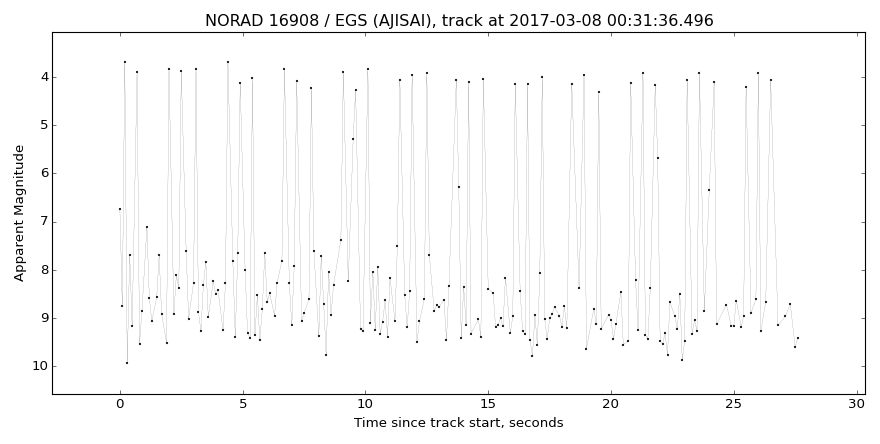 NORAD 16908 / EGS (AJISAI), track at 2017-03-08 00:31:36.496
Apparent Magnitude
4
5
6
7
8
9
10
0 5 10 15 20 25 30
Time since track start, seconds